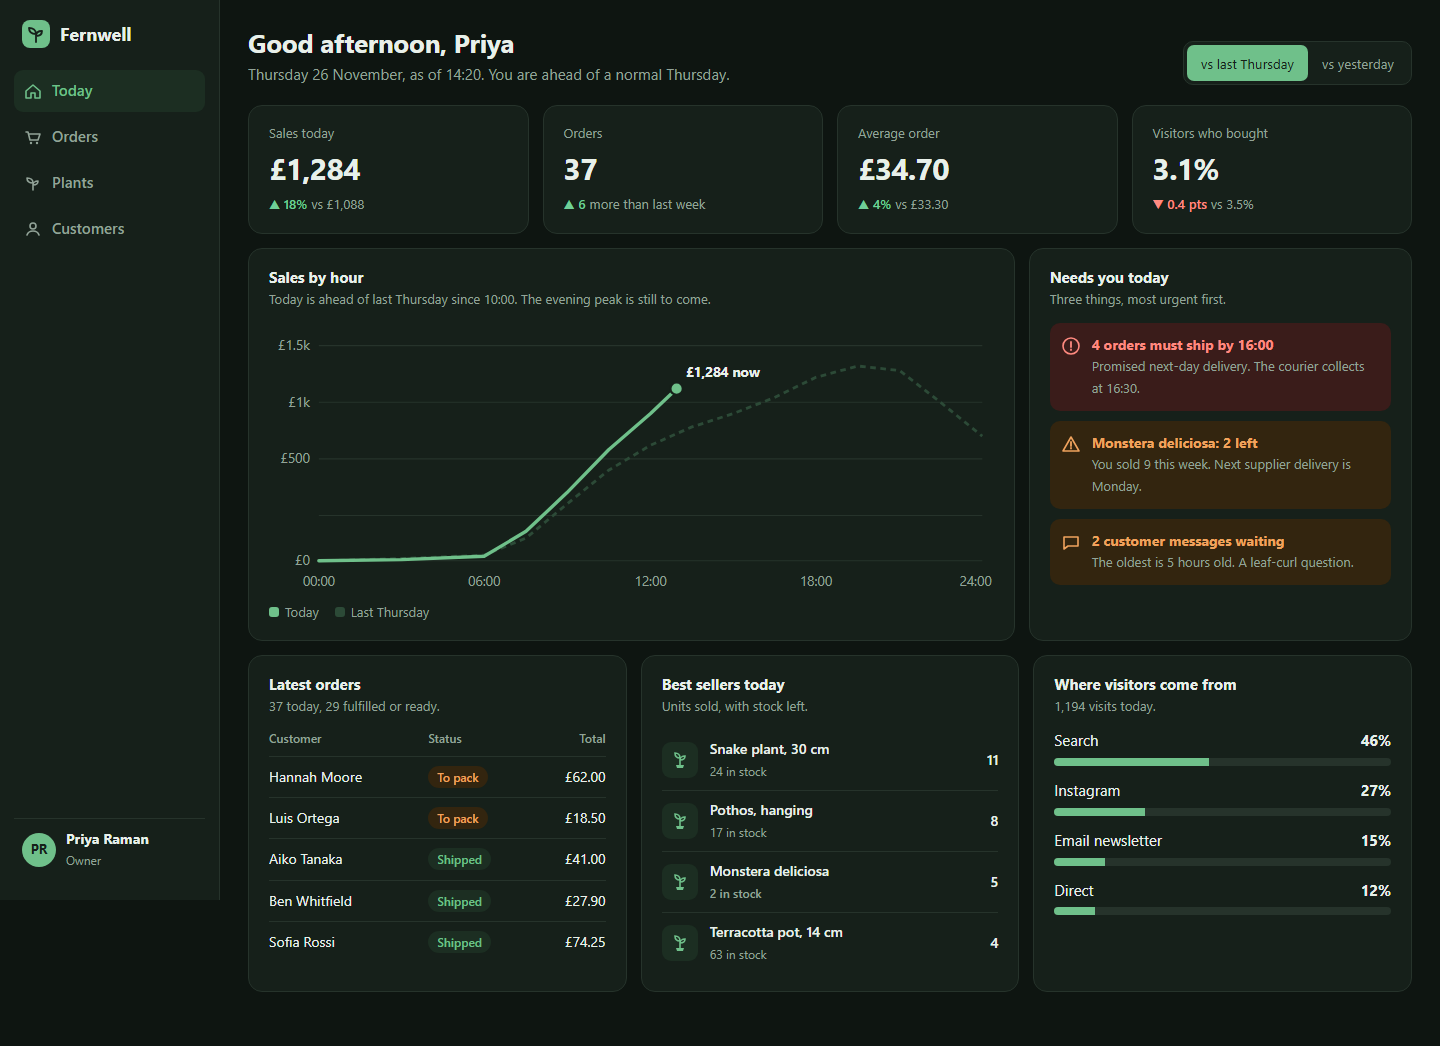 Fernwell
Today
Orders
Plants
Customers
PR
Priya Raman
Owner
Good afternoon, Priya
Thursday 26 November, as of 14:20. You are ahead of a normal Thursday.
vs last Thursday
vs yesterday
Sales today
£1,284
▲ 18% vs £1,088
Orders
37
▲ 6 more than last week
Average order
£34.70
▲ 4% vs £33.30
Visitors who bought
3.1%
▼ 0.4 pts vs 3.5%
Sales by hour
Today is ahead of last Thursday since 10:00. The evening peak is still to come.
£1.5k
£1k
£500
£0
£1,284 now
00:00
06:00
12:00
18:00
24:00
Today
Last Thursday
Needs you today
Three things, most urgent first.
4 orders must ship by 16:00
Promised next-day delivery. The courier collects
at 16:30.
Monstera deliciosa: 2 left
You sold 9 this week. Next supplier delivery is
Monday.
2 customer messages waiting
The oldest is 5 hours old. A leaf-curl question.
Latest orders
37 today, 29 fulfilled or ready.
Customer Status Total
Hannah Moore To pack £62.00
Luis Ortega To pack £18.50
Aiko Tanaka Shipped £41.00
Ben Whitfield Shipped £27.90
Sofia Rossi Shipped £74.25
Best sellers today
Units sold, with stock left.
Snake plant, 30 cm
24 in stock
11
Pothos, hanging
17 in stock
8
Monstera deliciosa
2 in stock
5
Terracotta pot, 14 cm
63 in stock
4
Where visitors come from
1,194 visits today.
Search 46%
Instagram 27%
Email newsletter 15%
Direct 12%